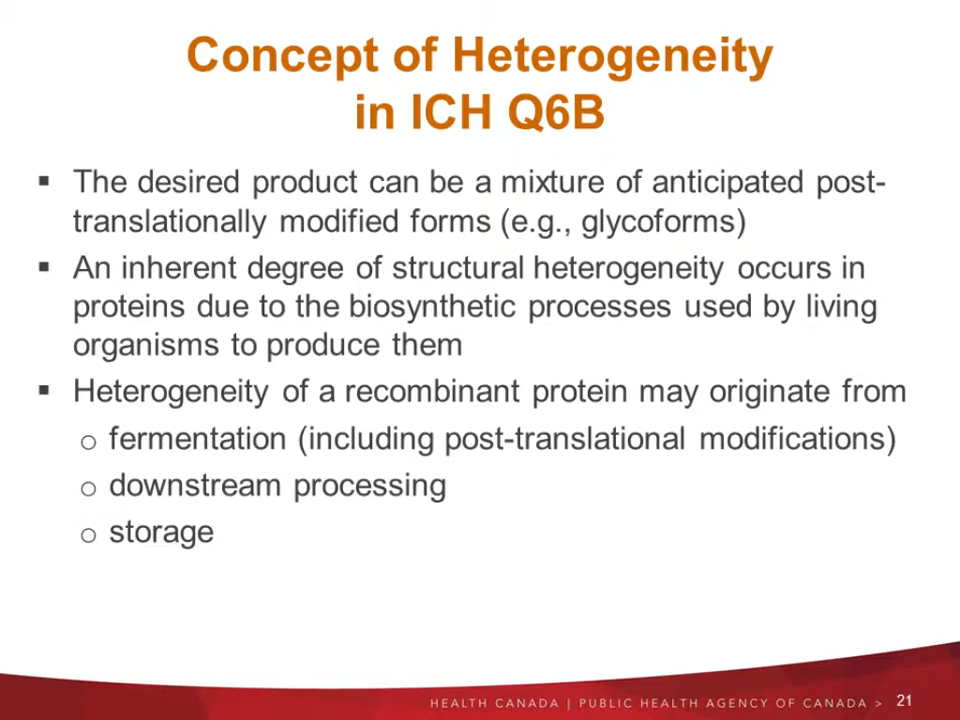 Concept of Heterogeneity
in ICH Q6B
▪ The desired product can be a mixture of anticipated post-
translationally modified forms (e.g., glycoforms)
▪ An inherent degree of structural heterogeneity occurs in
proteins due to the biosynthetic processes used by living
organisms to produce them
▪ Heterogeneity of a recombinant protein may originate from
o fermentation (including post-translational modifications)
o downstream processing
o storage
HEALTH CANADA | PUBLIC HEALTH AGENCY OF CANADA > 21